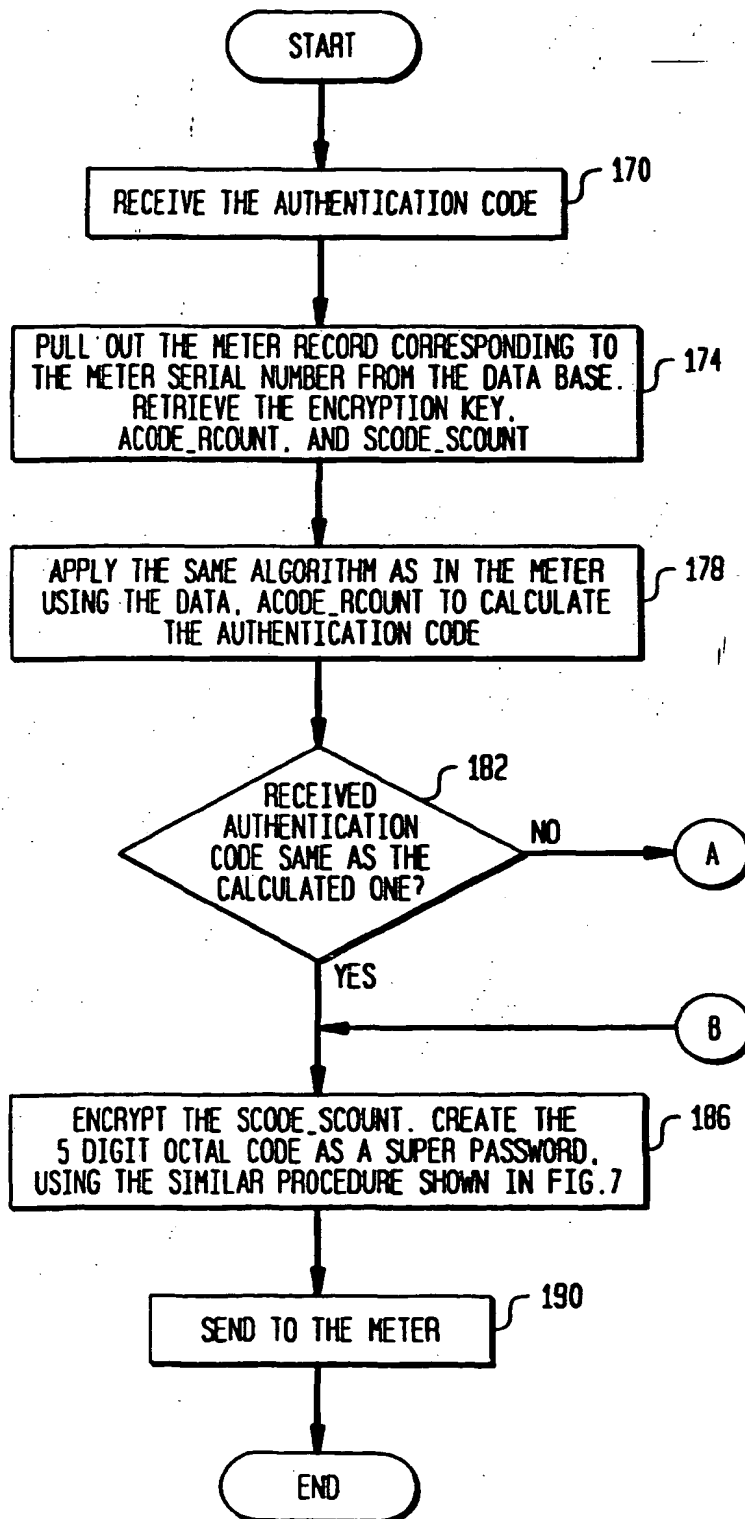 START
RECEIVE THE AUTHENTICATION CODE
170
PULL OUT THE METER RECORD CORRESPONDING TO
THE METER SERIAL NUMBER FROM THE DATA BASE.
RETRIEVE THE ENCRYPTION KEY,
ACODE_RCOUNT, AND SCODE_SCOUNT
174
APPLY THE SAME ALGORITHM AS IN THE METER
USING THE DATA, ACODE_RCOUNT TO CALCULATE
THE AUTHENTICATION CODE
178
182
RECEIVED
AUTHENTICATION
CODE SAME AS THE
CALCULATED ONE?
NO
A
YES
B
ENCRYPT THE SCODE_SCOUNT. CREATE THE
5 DIGIT OCTAL CODE AS A SUPER PASSWORD,
USING THE SIMILAR PROCEDURE SHOWN IN FIG.7
186
SEND TO THE METER
190
END